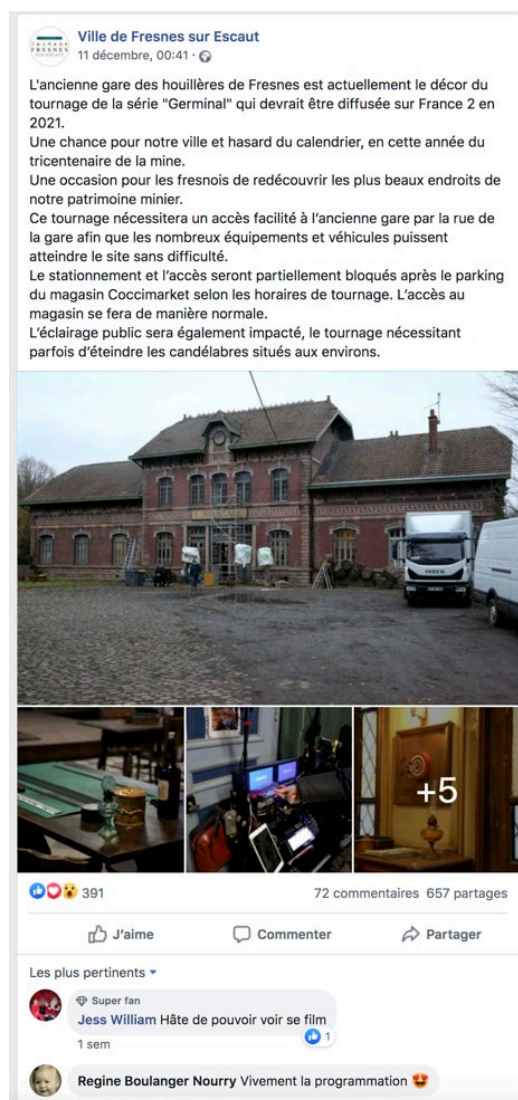 Ville de Fresnes sur Escaut
11 décembre, 00:41 ·
L'ancienne gare des houillères de Fresnes est actuellement le décor du
tournage de la série "Germinal" qui devrait être diffusée sur France 2 en
2021.
Une chance pour notre ville et hasard du calendrier, en cette année du
tricentenaire de la mine.
Une occasion pour les fresnois de redécouvrir les plus beaux endroits de
notre patrimoine minier.
Ce tournage nécessitera un accès facilité à l'ancienne gare par la rue de
la gare afin que les nombreux équipements et véhicules puissent
atteindre le site sans difficulté.
Le stationnement et l'accès seront partiellement bloqués après le parking
du magasin Coccimarket selon les horaires de tournage. L'accès au
magasin se fera de manière normale.
L'éclairage public sera également impacté, le tournage nécessitant
parfois d'éteindre les candélabres situés aux environs.
IVECO
+5
391
72 commentaires 657 partages
J'aime
Commenter
Partager
Les plus pertinents
Super fan
Jess William Hâte de pouvoir voir se film
1
1 sem
Regine Boulanger Nourry Vivement la programmation